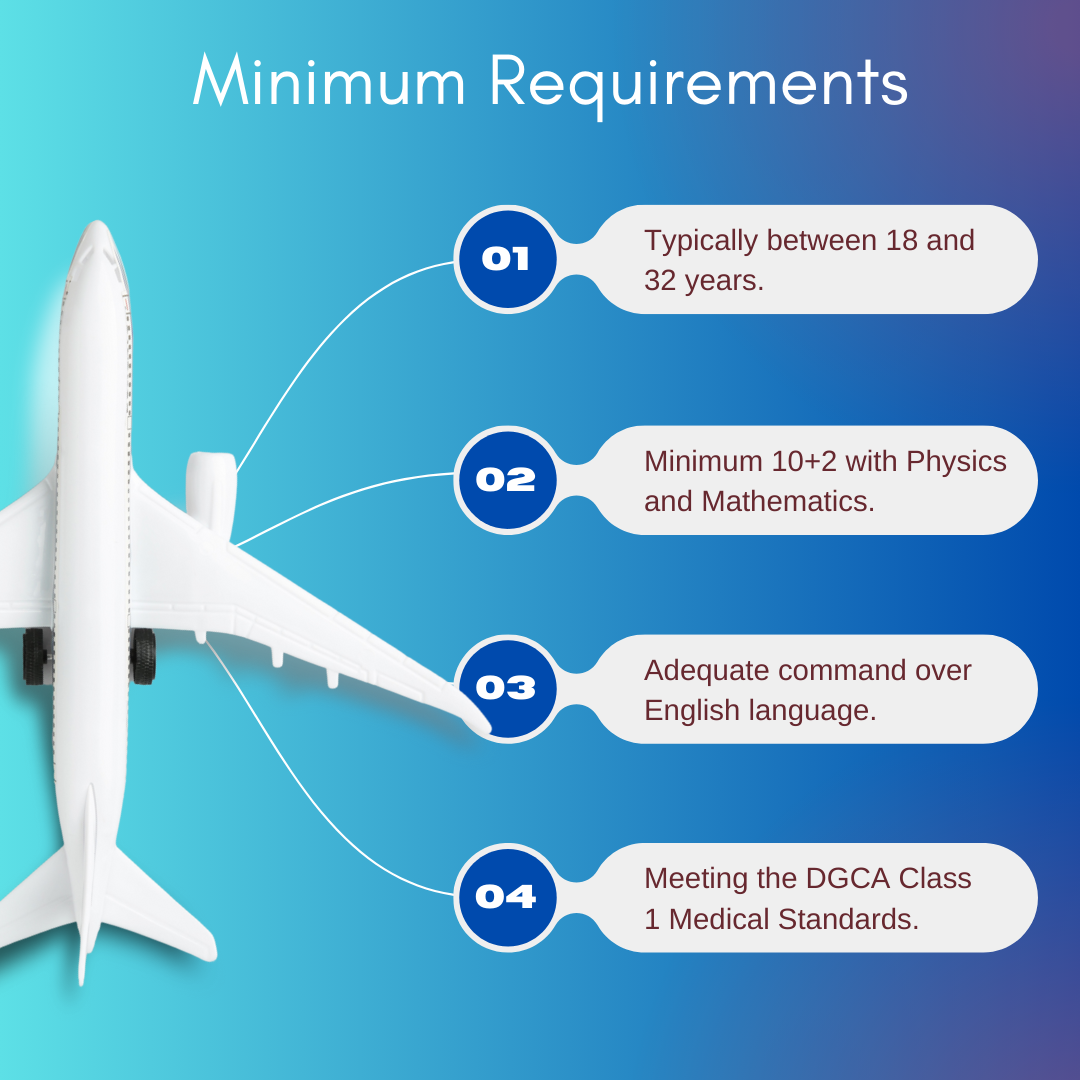 Minimum Requirements
01
Typically between 18 and
32 years.
02
Minimum 10+2 with Physics
and Mathematics.
03
Adequate command over
English language.
04
Meeting the DGCA Class
1 Medical Standards.